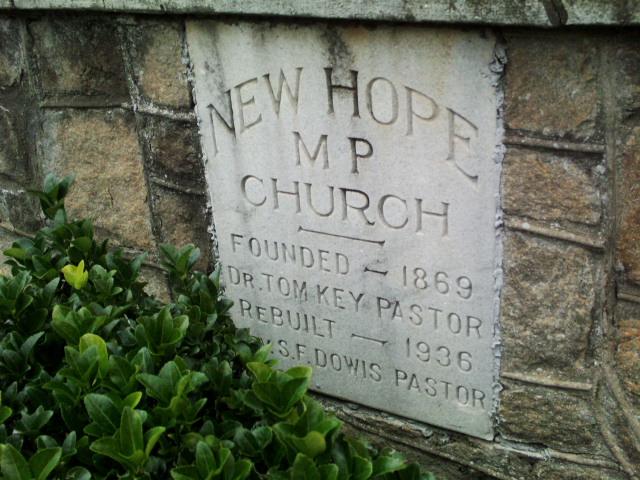 NEW HOPE
M P
CHURCH
FOUNDED - 1869
DR. TOM KEY PASTOR
REBUILT - 1936
S. F. DOWIS PASTOR